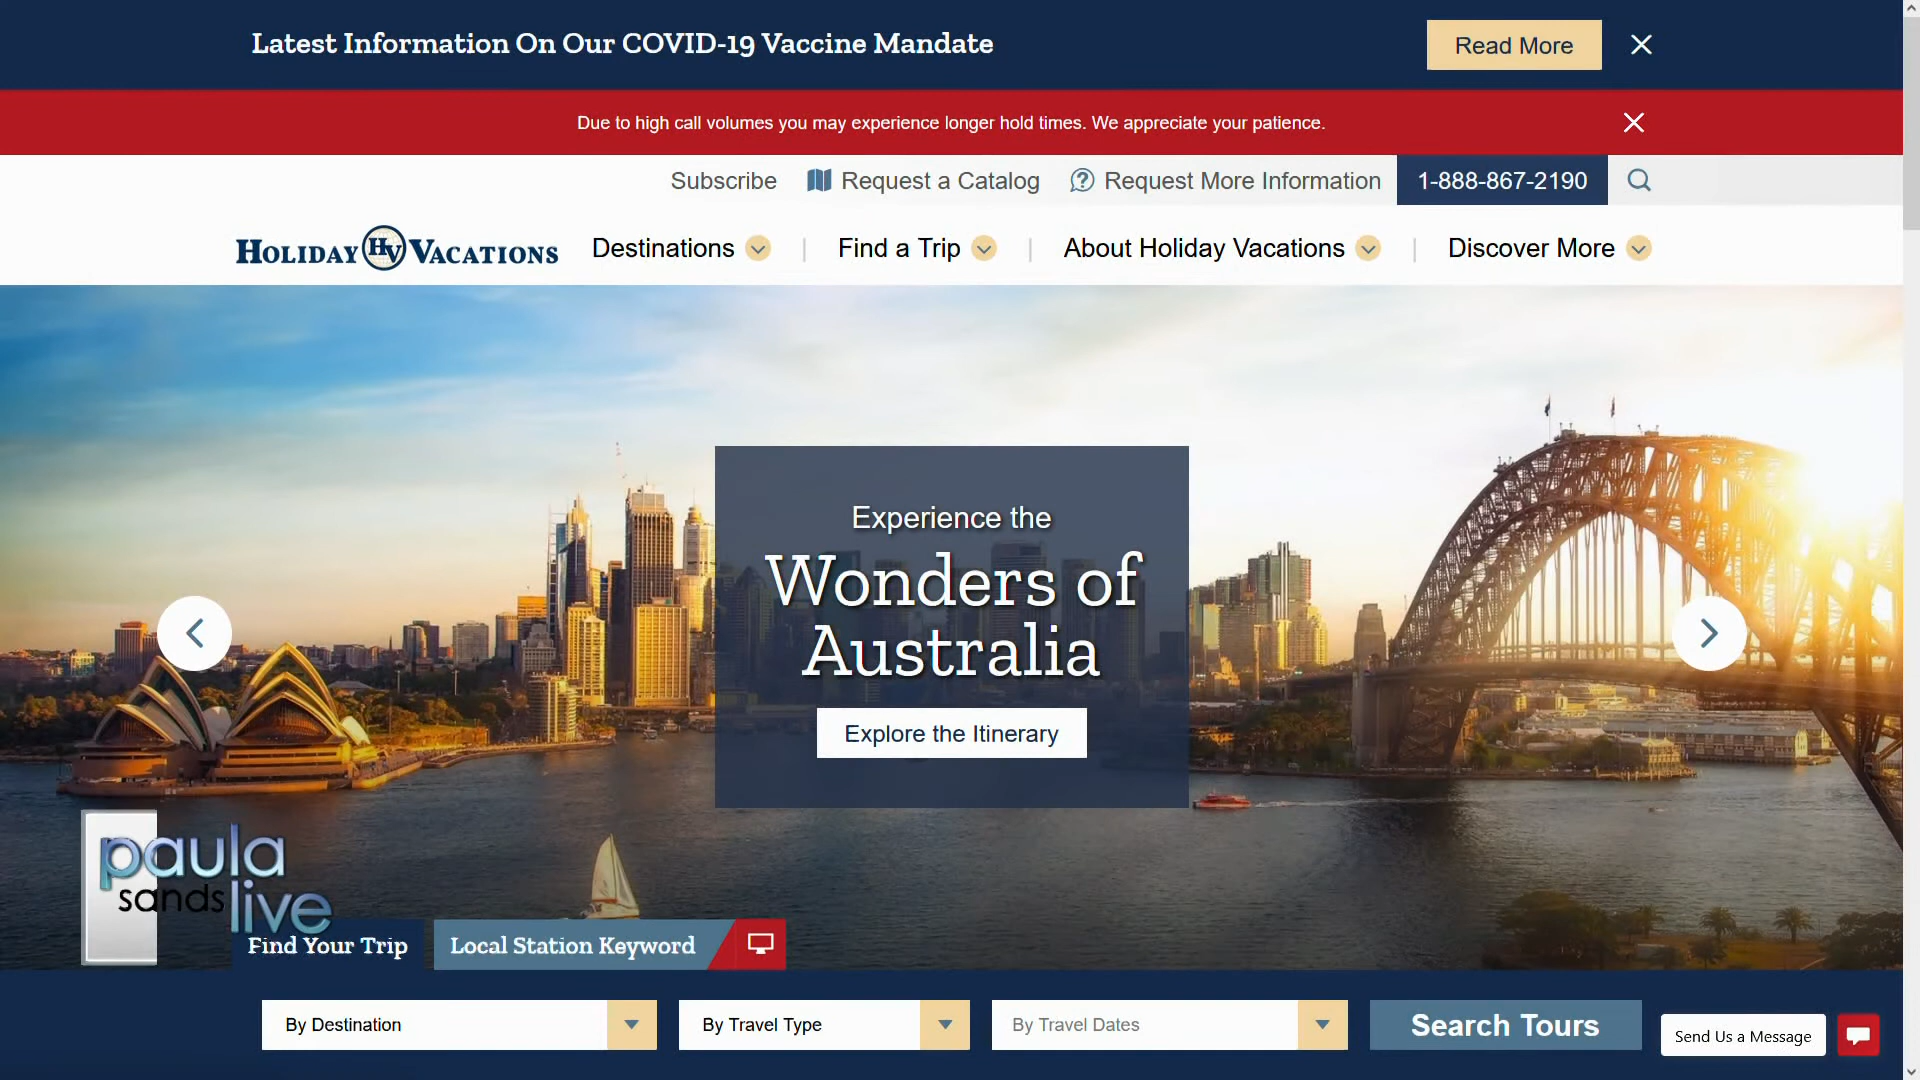 Latest Information On Our COVID-19 Vaccine Mandate
Read More
Due to high call volumes you may experience longer hold times. We appreciate your patience.
Subscribe
Request a Catalog
Request More Information
1-888-867-2190
HOLIDAY HV VACATIONS
Destinations
Find a Trip
About Holiday Vacations
Discover More
Experience the
Wonders of
Australia
Explore the Itinerary
paula
sands live
Find Your Trip
Local Station Keyword
By Destination
By Travel Type
By Travel Dates
Search Tours
Send Us a Message